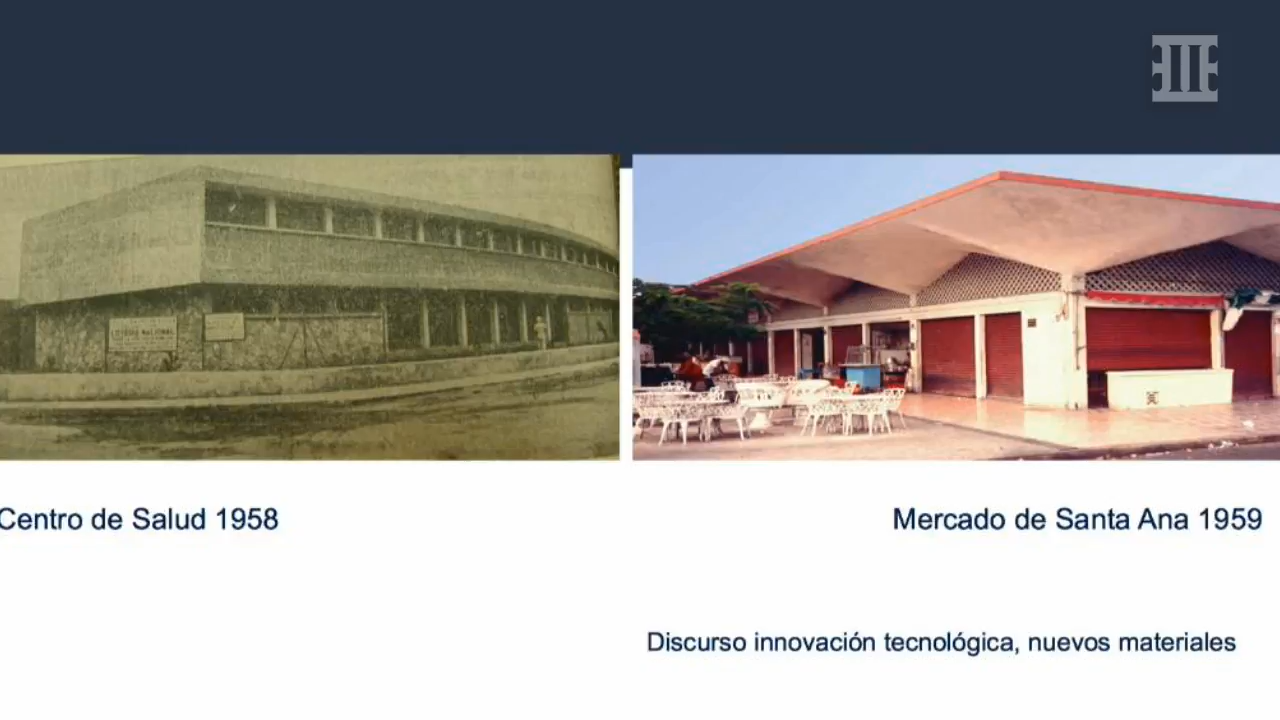 Centro de Salud 1958
Mercado de Santa Ana 1959
Discurso innovación tecnológica, nuevos materiales